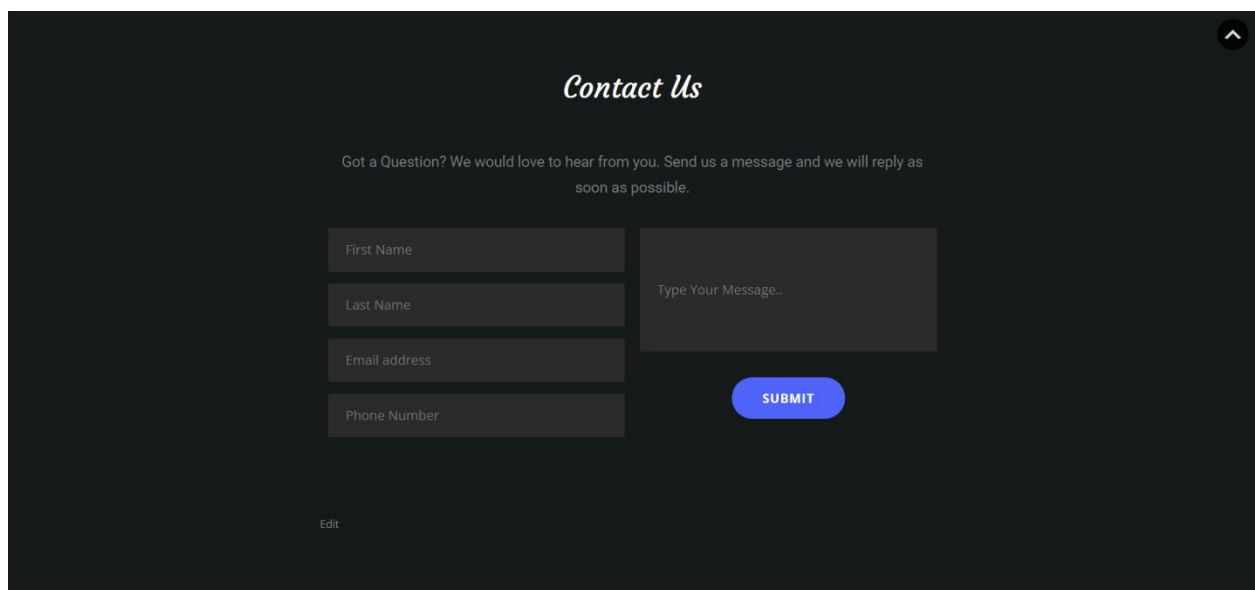 Contact Us
Got a Question? We would love to hear from you. Send us a message and we will reply as
soon as possible.
First Name
Last Name
Email address
Phone Number
Type Your Message..
SUBMIT
Edit